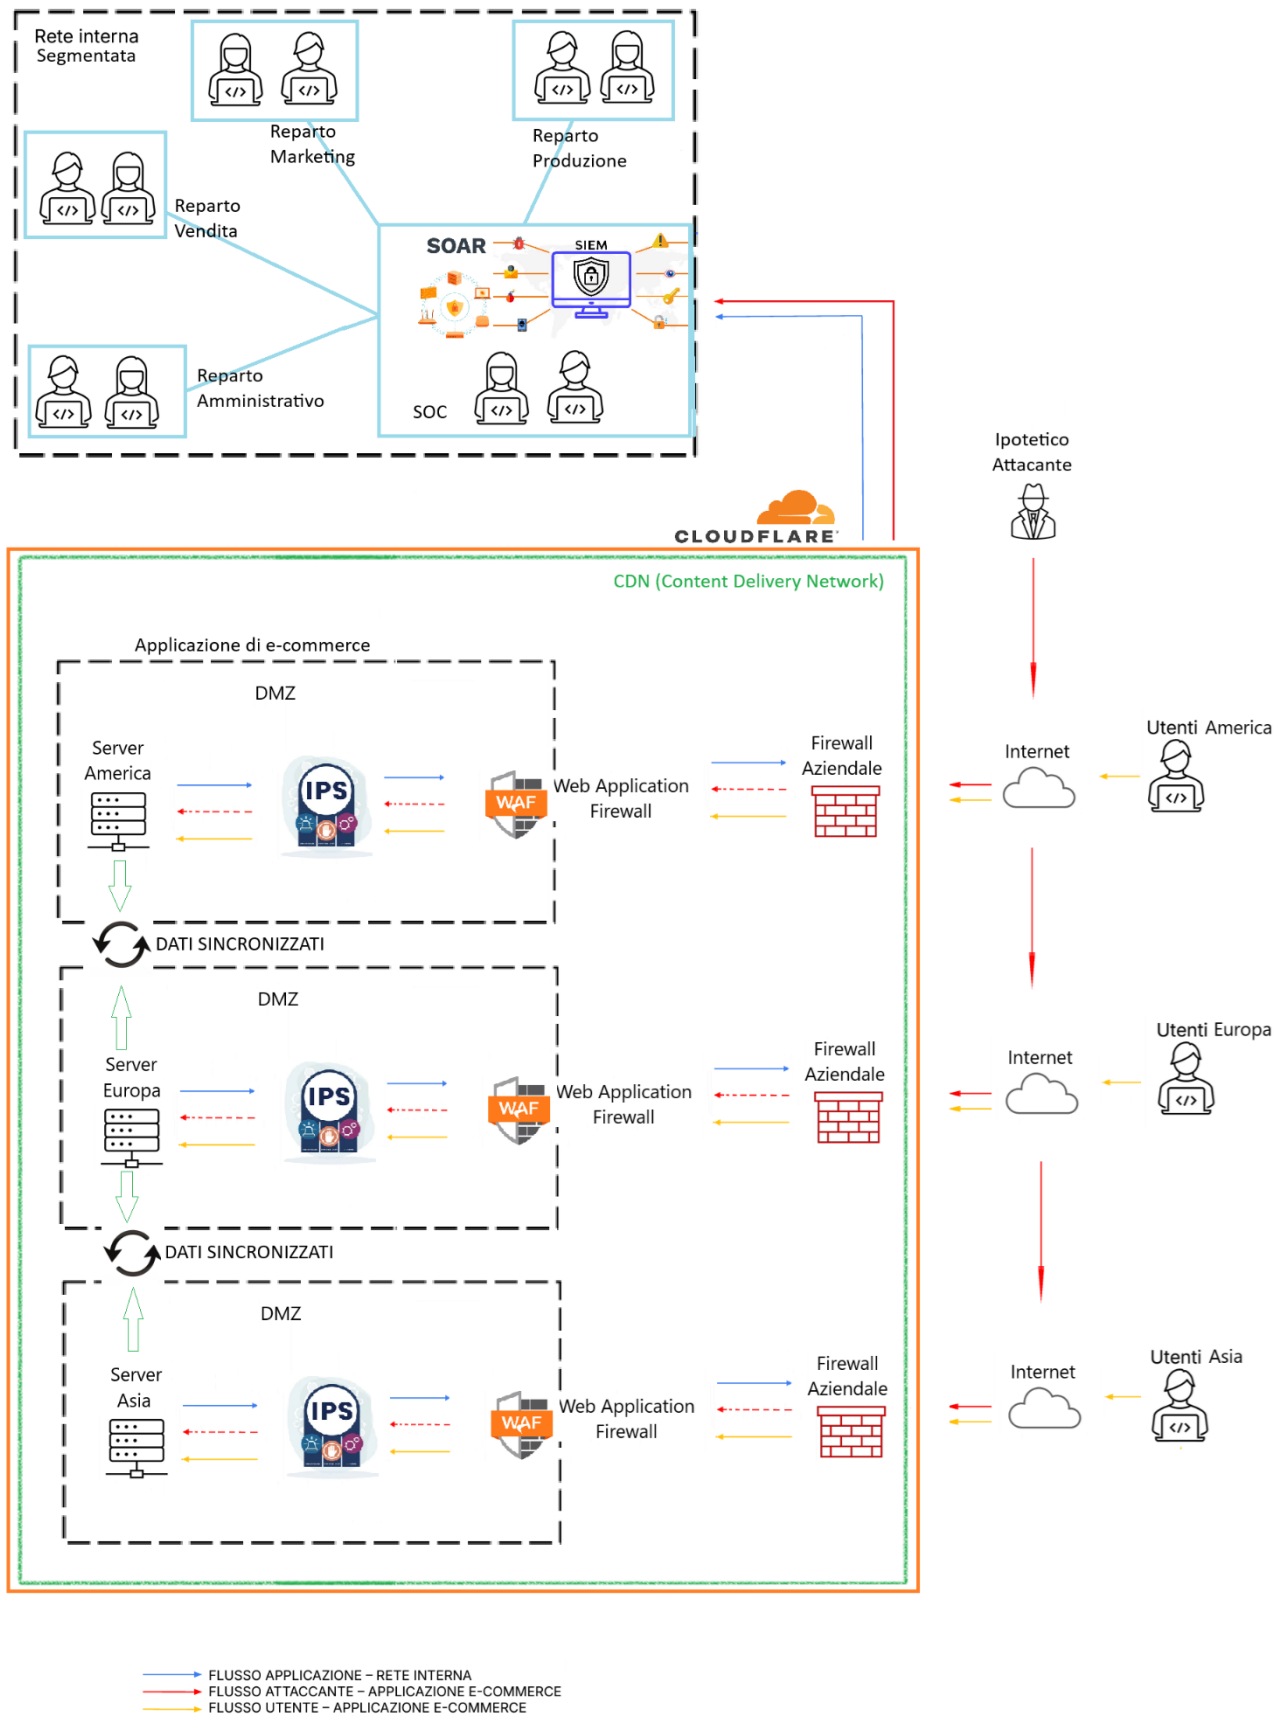 Rete interna
Segmentata
Reparto
Marketing
Reparto
Produzione
Reparto
Vendita
SOAR
SIEM
Reparto
Amministrativo
SOC
Ipotetico
Attacante
CLOUDFLARE
CDN (Content Delivery Network)
Applicazione di e-commerce
DMZ
Server
America
IPS
WAF
Web Application
Firewall
Firewall
Aziendale
Internet
Utenti America
DATI SINCRONIZZATI
DMZ
Server
Europa
IPS
WAF
Web Application
Firewall
Firewall
Aziendale
Internet
Utenti Europa
DATI SINCRONIZZATI
DMZ
Server
Asia
IPS
WAF
Web Application
Firewall
Firewall
Aziendale
Internet
Utenti Asia
FLUSSO APPLICAZIONE – RETE INTERNA
FLUSSO ATTACCANTE – APPLICAZIONE E-COMMERCE
FLUSSO UTENTE – APPLICAZIONE E-COMMERCE